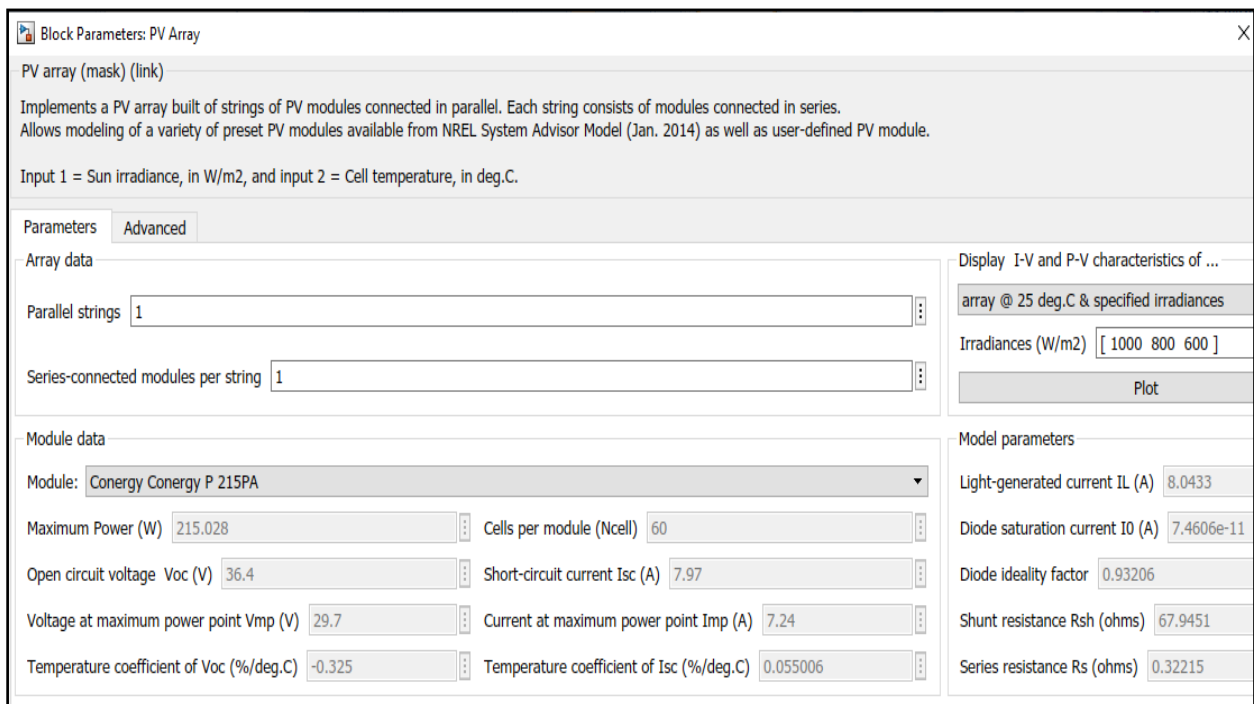 Block Parameters: PV Array X
PV array (mask) (link)
Implements a PV array built of strings of PV modules connected in parallel. Each string consists of modules connected in series.
Allows modeling of a variety of preset PV modules available from NREL System Advisor Model (Jan. 2014) as well as user-defined PV module.
Input 1 = Sun irradiance, in W/m2, and input 2 = Cell temperature, in deg.C.
Parameters Advanced
Array data
Parallel strings 1
Series-connected modules per string 1
Display I-V and P-V characteristics of ...
array @ 25 deg.C & specified irradiances
Irradiances (W/m2) [ 1000 800 600 ]
Plot
Module data
Module: Conergy Conergy P 215PA
Maximum Power (W) 215.028 Cells per module (Ncell) 60
Open circuit voltage Voc (V) 36.4 Short-circuit current Isc (A) 7.97
Voltage at maximum power point Vmp (V) 29.7 Current at maximum power point Imp (A) 7.24
Temperature coefficient of Voc (%/deg.C) -0.325 Temperature coefficient of Isc (%/deg.C) 0.055006
Model parameters
Light-generated current IL (A) 8.0433
Diode saturation current I0 (A) 7.4606e-11
Diode ideality factor 0.93206
Shunt resistance Rsh (ohms) 67.9451
Series resistance Rs (ohms) 0.32215